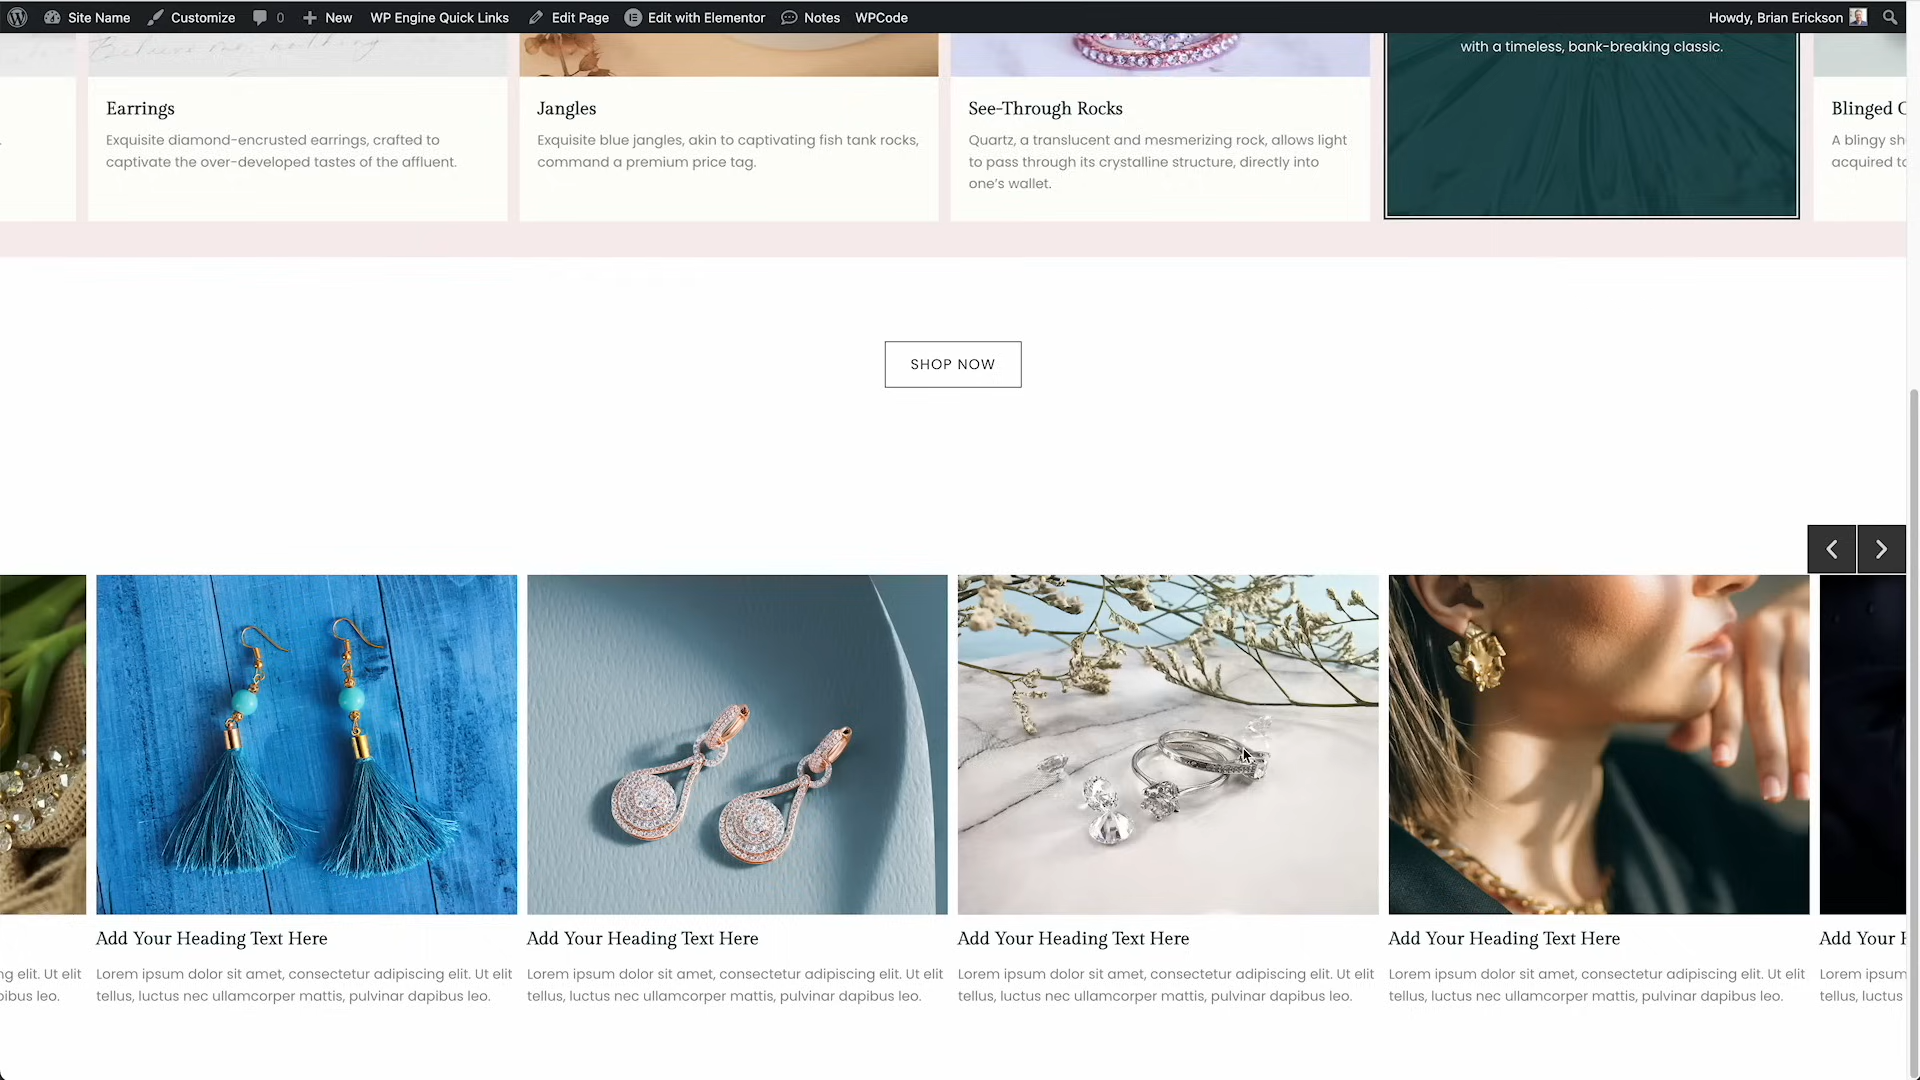 Site Name Customize 0 New WP Engine Quick Links Edit Page Edit with Elementor Notes WPCode Howdy, Brian Erickson
with a timeless, bank-breaking classic.
Earrings
Exquisite diamond-encrusted earrings, crafted to
captivate the over-developed tastes of the affluent.
Jangles
Exquisite blue jangles, akin to captivating fish tank rocks,
command a premium price tag.
See-Through Rocks
Quartz, a translucent and mesmerizing rock, allows light
to pass through its crystalline structure, directly into
one's wallet.
Blinged
A blingy
acquired
SHOP NOW
elit. Ut elit
leo.
Add Your Heading Text Here
Lorem ipsum dolor sit amet, consectetur adipiscing elit. Ut elit
tellus, luctus nec ullamcorper mattis, pulvinar dapibus leo.
Add Your Heading Text Here
Lorem ipsum dolor sit amet, consectetur adipiscing elit. Ut elit
tellus, luctus nec ullamcorper mattis, pulvinar dapibus leo.
Add Your Heading Text Here
Lorem ipsum dolor sit amet, consectetur adipiscing elit. Ut elit
tellus, luctus nec ullamcorper mattis, pulvinar dapibus leo.
Add Your Heading Text Here
Lorem ipsum dolor sit amet, consectetur adipiscing elit. Ut elit
tellus, luctus nec ullamcorper mattis, pulvinar dapibus leo.
Add Your
Lorem ipsum
tellus, luctus